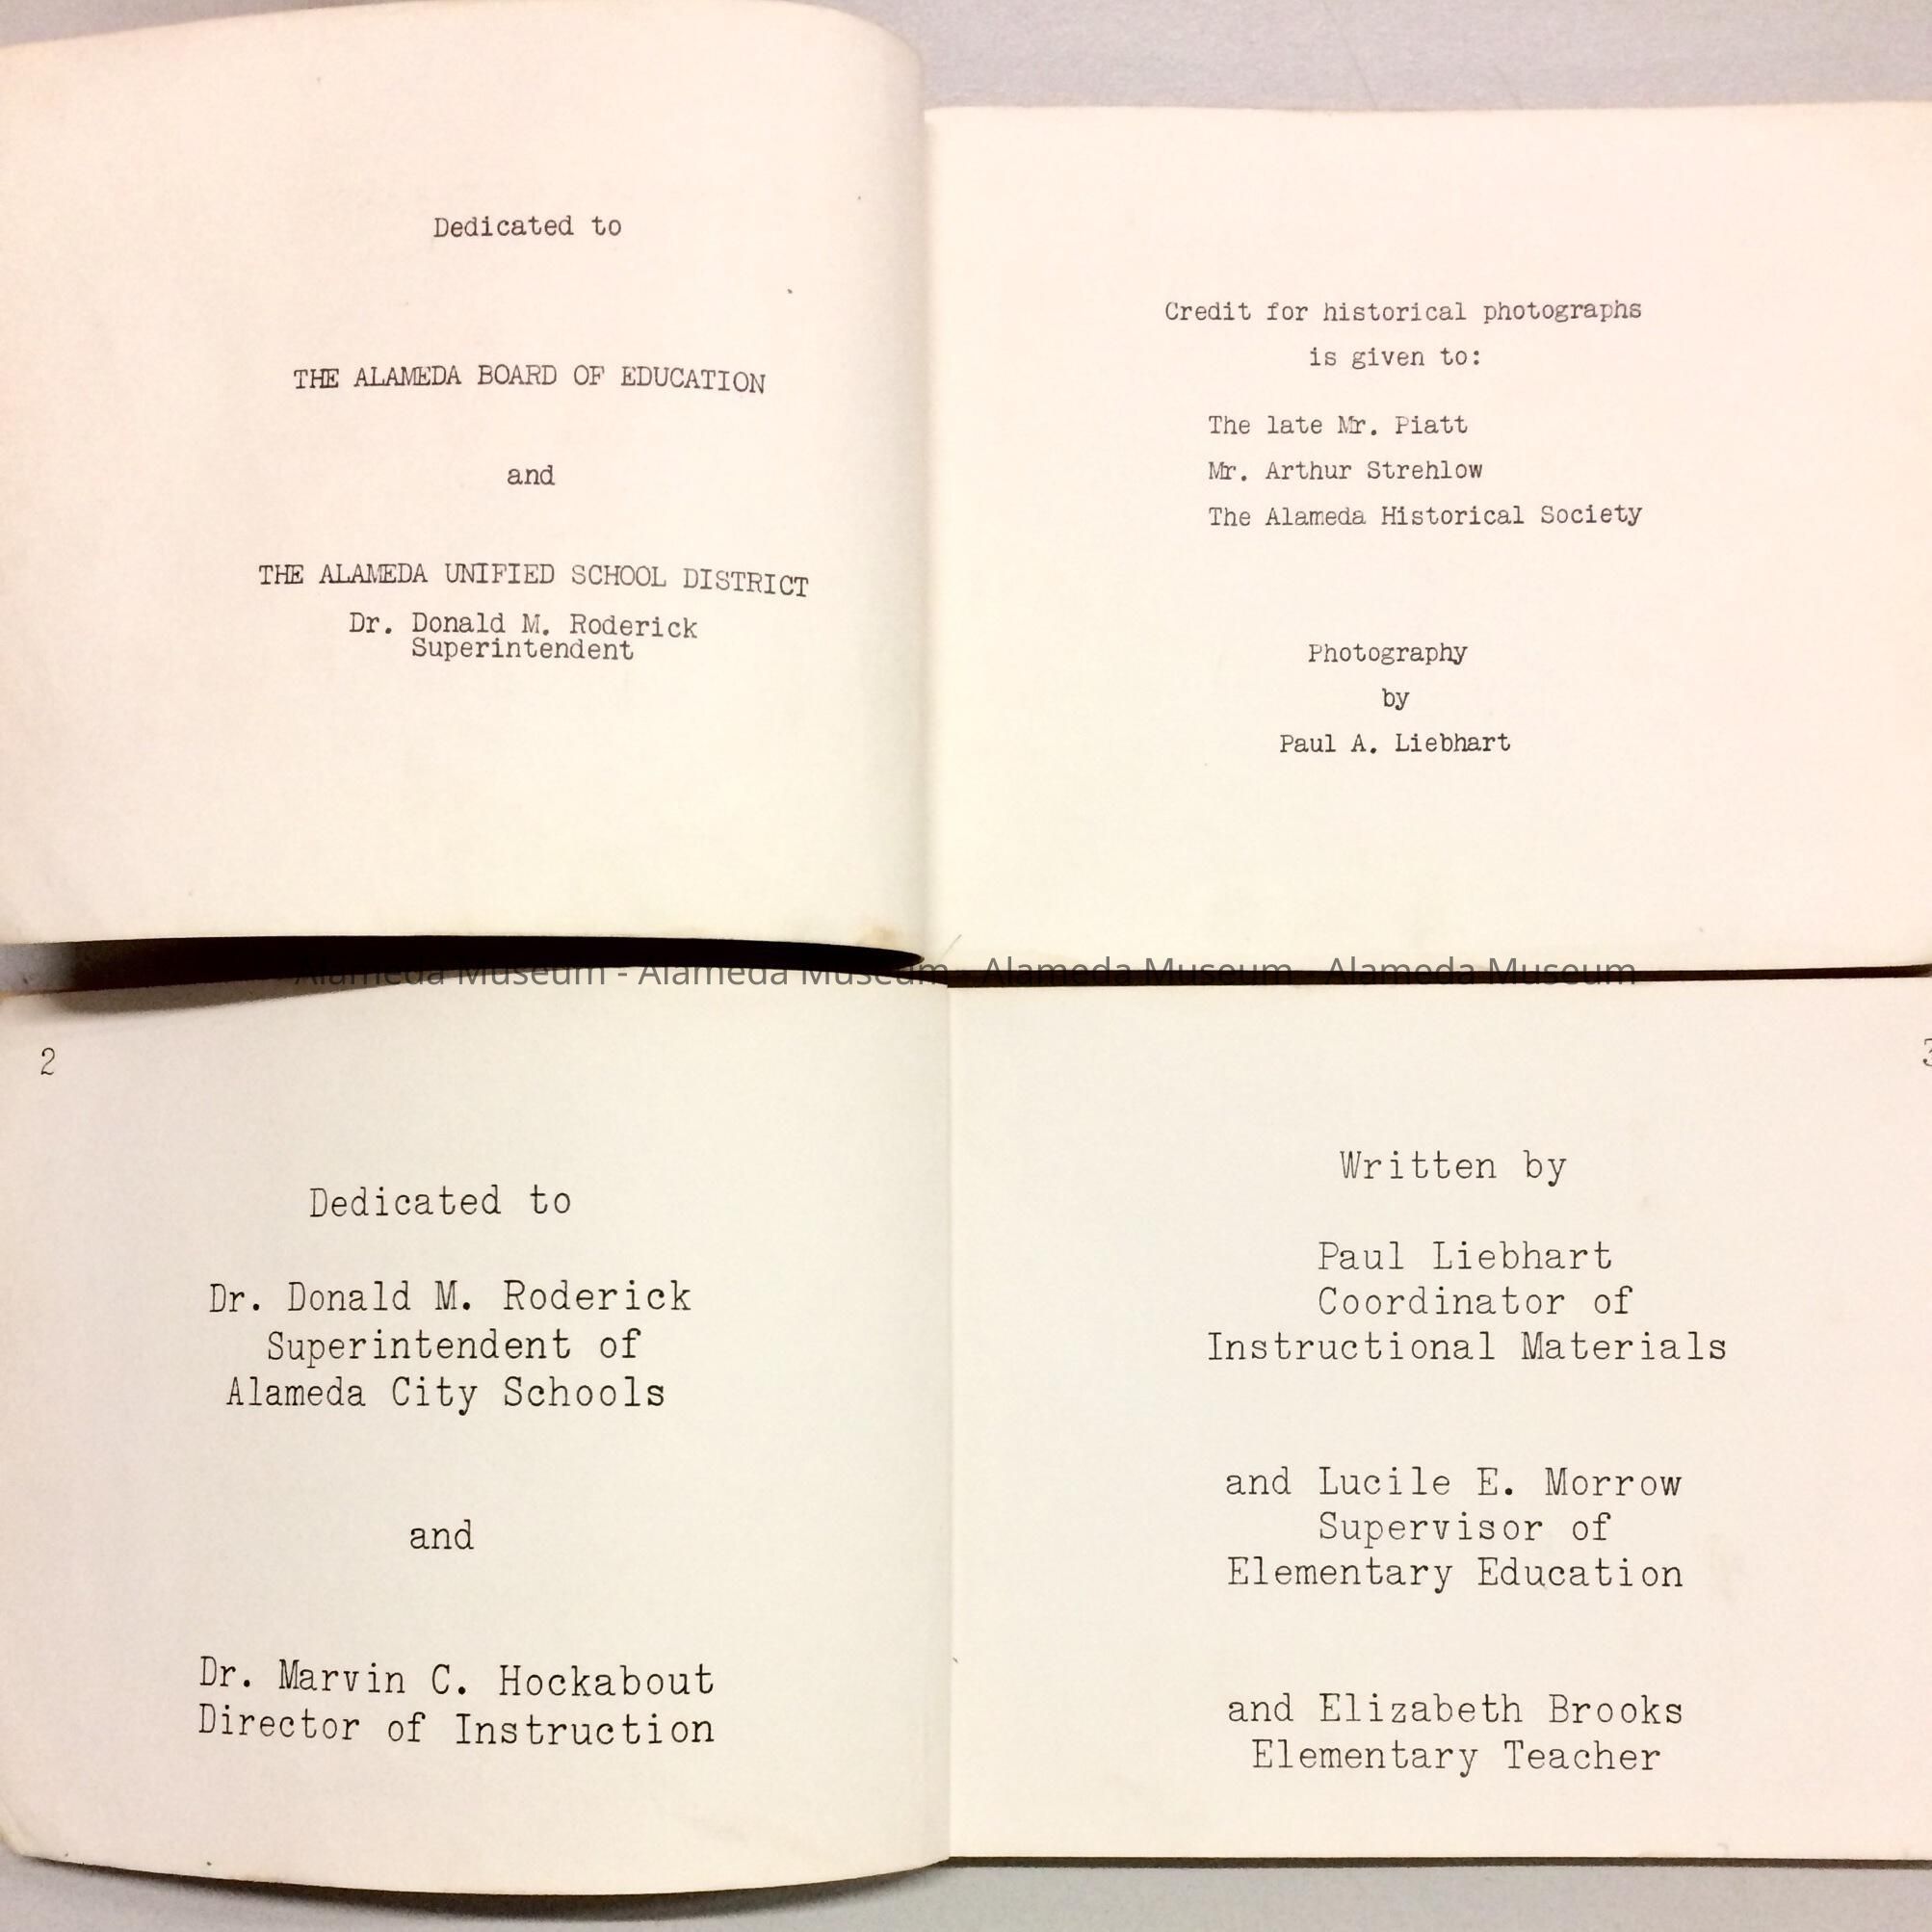 Dedicated to
THE ALAMEDA BOARD OF EDUCATION
and
THE ALAMEDA UNIFIED SCHOOL DISTRICT
Dr. Donald M. Roderick
Superintendent
Credit for historical photographs
is given to:
The late Mr. Piatt
Mr. Arthur Strehlow
The Alameda Historical Society
Photography
by
Paul A. Liebhart
Alameda Museum - Alameda Museum - Alameda Museum - Alameda Museum
2
Dedicated to
Dr. Donald M. Roderick
Superintendent of
Alameda City Schools
and
Dr. Marvin C. Hockabout
Director of Instruction
3
Written by
Paul Liebhart
Coordinator of
Instructional Materials
and Lucile E. Morrow
Supervisor of
Elementary Education
and Elizabeth Brooks
Elementary Teacher